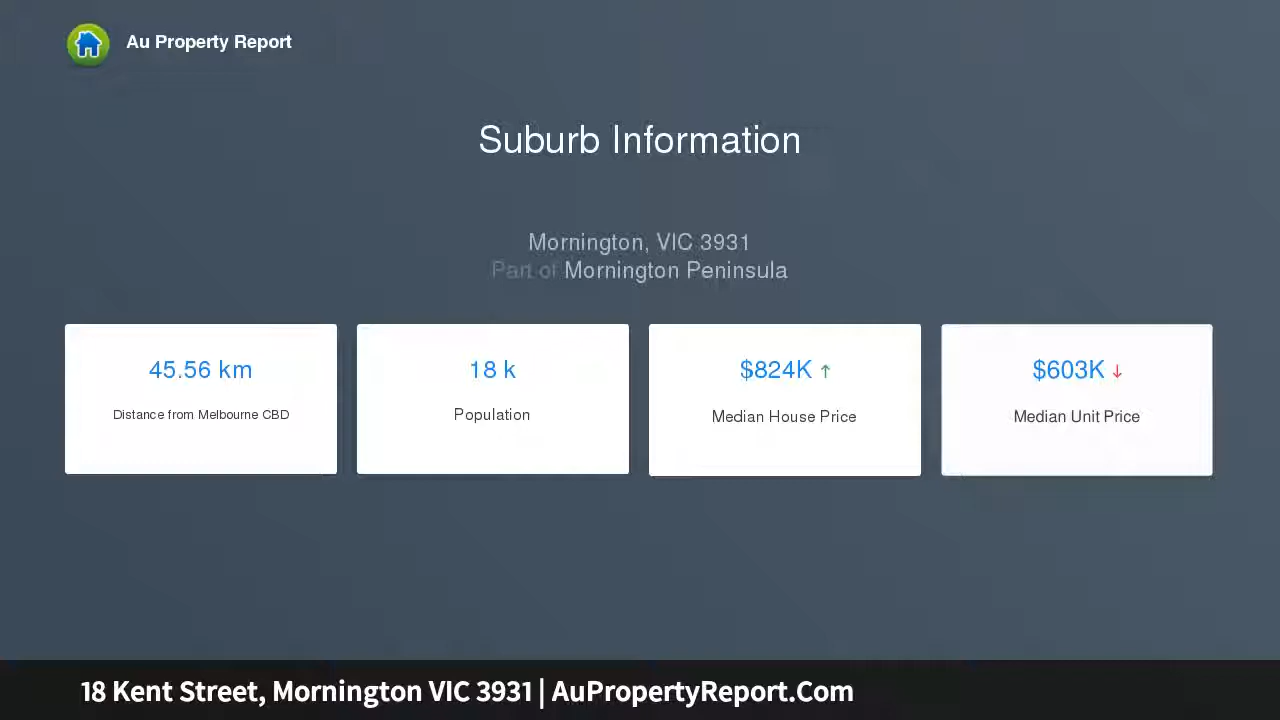 Au Property Report
Suburb Information
Mornington, VIC 3931
Part of Mornington Peninsula
45.56 km
Distance from Melbourne CBD
18 k
Population
$824K ↑
Median House Price
$603K ↓
Median Unit Price
18 Kent Street, Mornington VIC 3931 | AuPropertyReport.Com